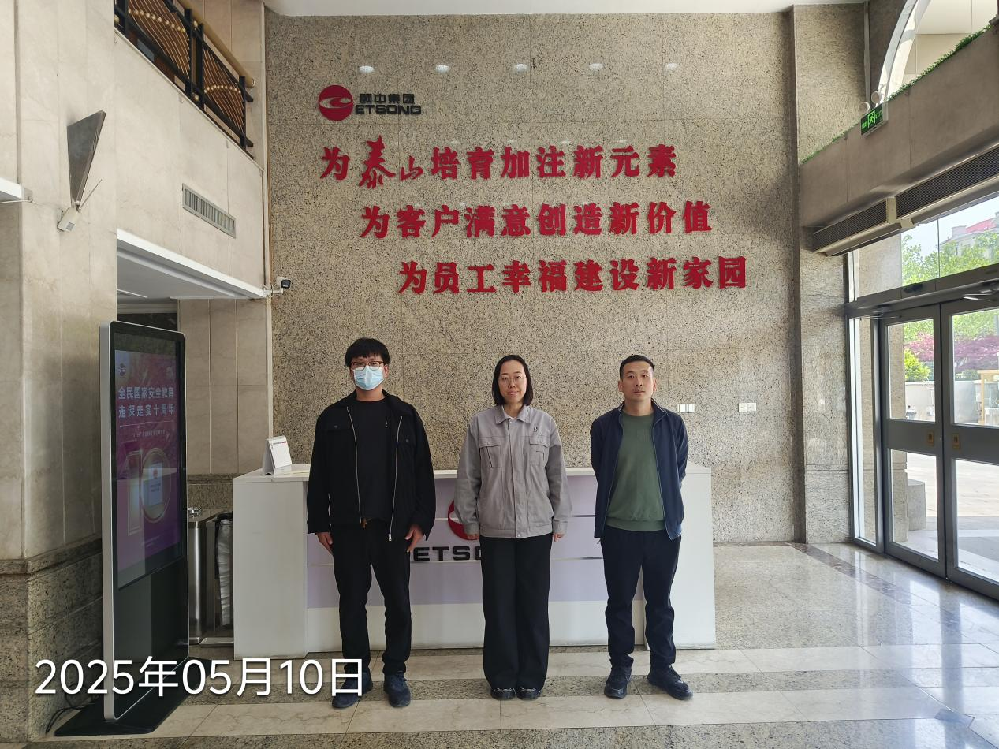 颐中集团
ETSONG
为泰山培育加注新元素
为客户满意创造新价值
为员工幸福建设新家园
EXIT
全民国家安全教育
走深走实十周年
ETSO
2025年05月10日